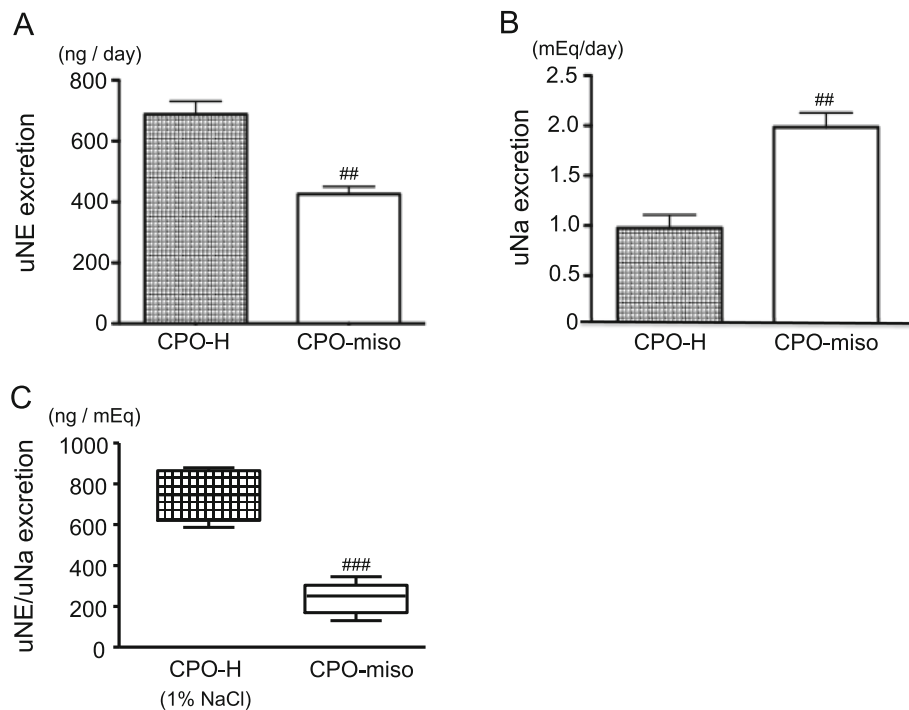 A
(ng / day)
800
600
400
200
0
uNE excretion
##
CPO-H CPO-miso
B
(mEq/day)
2.5
2.0
1.5
1.0
0.5
0
uNa excretion
##
CPO-H CPO-miso
C
(ng / mEq)
1000
800
600
400
200
0
uNE/uNa excretion
###
CPO-H CPO-miso
(1% NaCl)